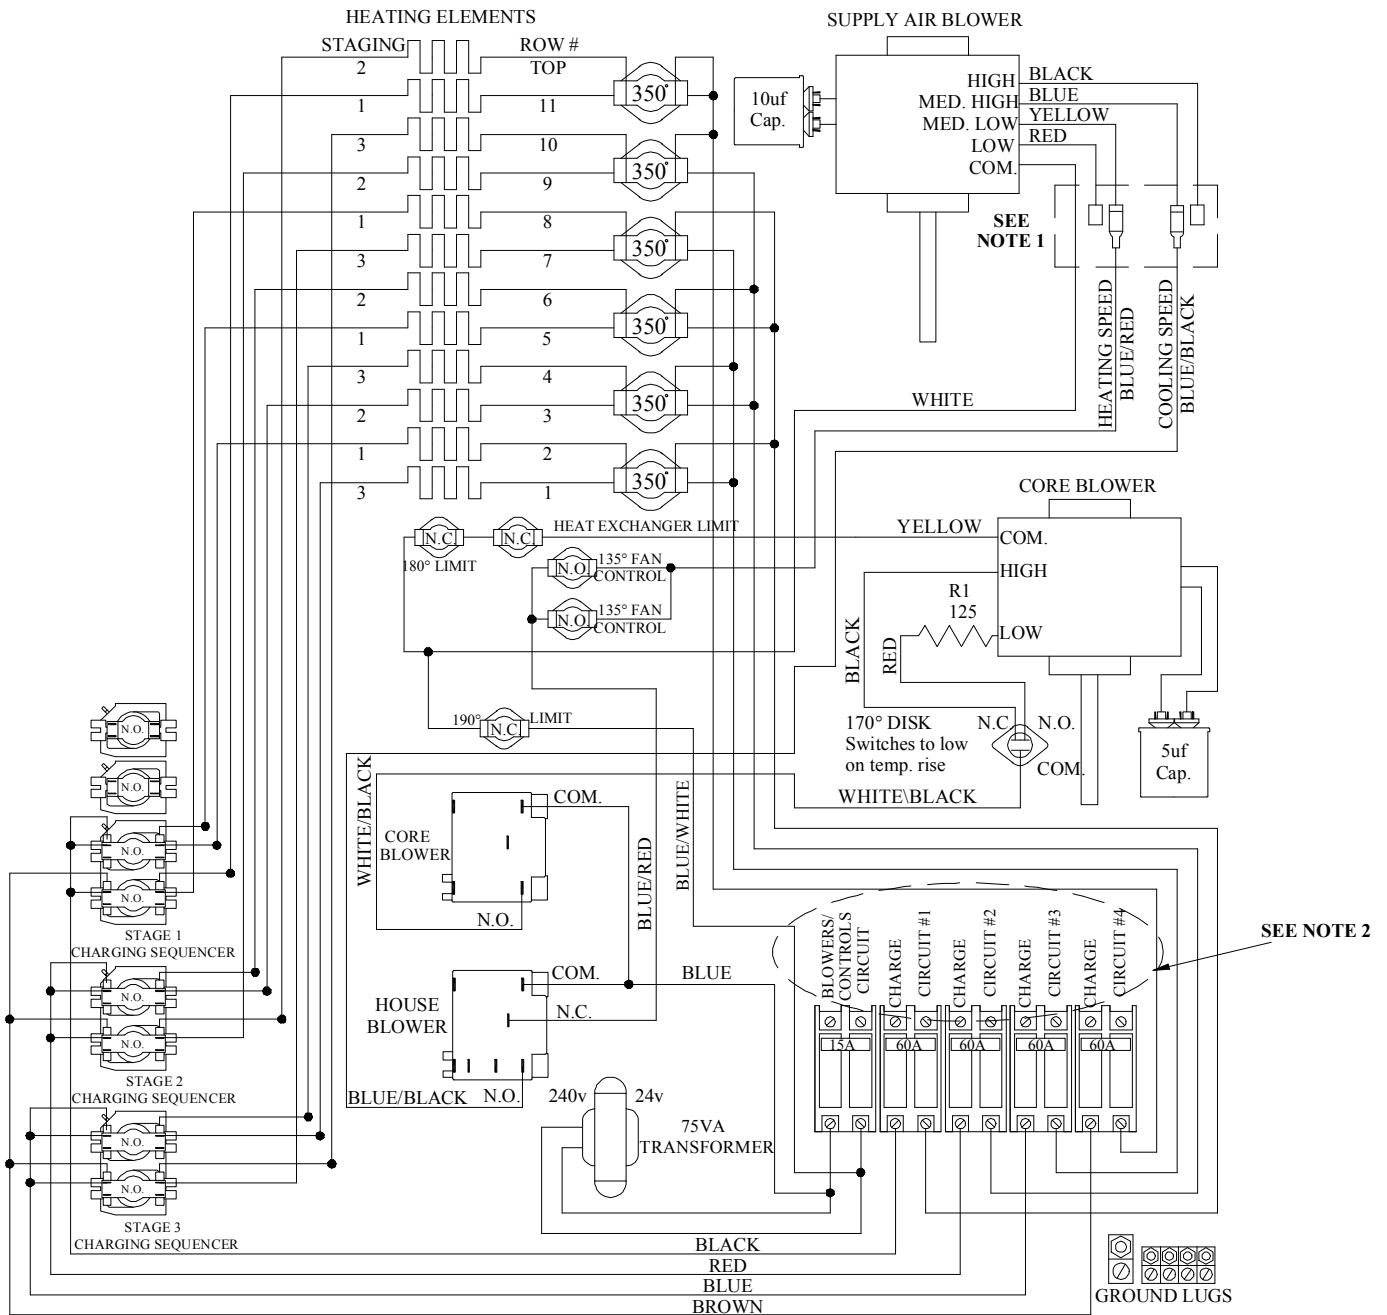 HEATING ELEMENTS
STAGING
ROW #
2
TOP
350°
1
11
3
10
350°
2
9
1
8
350°
3
7
2
6
350°
1
5
3
4
350°
2
3
1
2
350°
3
1
SUPPLY AIR BLOWER
10uf
Cap.
HIGH
BLACK
MED. HIGH
BLUE
MED. LOW
YELLOW
LOW
RED
COM.
SEE
NOTE 1
HEATING SPEED
BLUE/RED
COOLING SPEED
BLUE/BLACK
WHITE
CORE BLOWER
YELLOW
COM.
HIGH
R1
125
LOW
BLACK
RED
170° DISK
Switches to low
on temp. rise
N.C.
N.O.
COM.
5uf
Cap.
WHITE\BLACK
N.C.
N.C.
HEAT EXCHANGER LIMIT
180° LIMIT
N.O.
135° FAN
CONTROL
N.O.
135° FAN
CONTROL
190°
N.C.
LIMIT
WHITE/BLACK
BLUE/RED
BLUE/WHITE
CORE
BLOWER
COM.
N.O.
HOUSE
BLOWER
COM.
N.C.
N.O.
BLUE
BLUE/BLACK
240v
24v
75VA
TRANSFORMER
N.O.
N.O.
N.O.
N.O.
STAGE 1
CHARGING SEQUENCER
N.O.
N.O.
STAGE 2
CHARGING SEQUENCER
N.O.
N.O.
STAGE 3
CHARGING SEQUENCER
BLOWERS/
CONTROLS
CIRCUIT
CHARGE
CIRCUIT #1
CHARGE
CIRCUIT #2
CHARGE
CIRCUIT #3
CHARGE
CIRCUIT #4
SEE NOTE 2
15A
60A
60A
60A
60A
BLACK
RED
BLUE
BROWN
GROUND LUGS